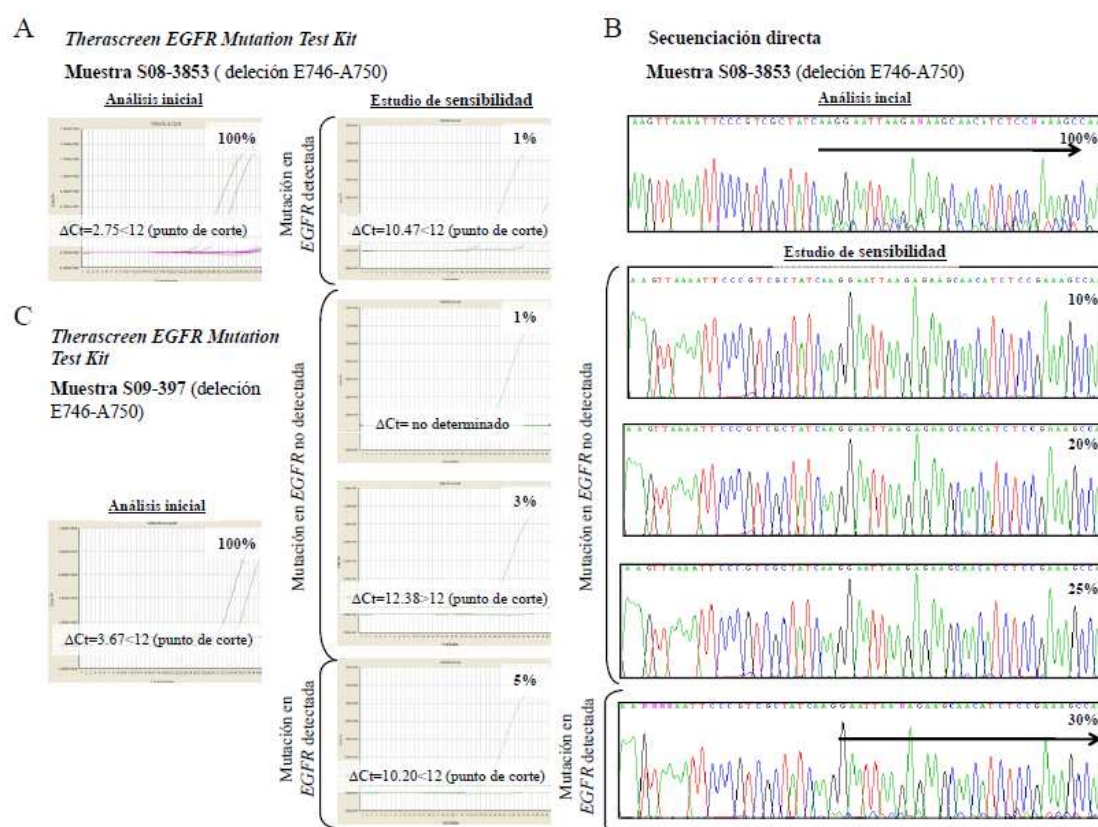 A
Therascreen EGFR Mutation Test Kit
Muestra S08-3853 ( deleción E746-A750)
Análisis inicial
100%
ΔCt=2.75<12 (punto de corte)
Estudio de sensibilidad
Mutación en
EGFR detectada
1%
ΔCt=10.47<12 (punto de corte)
C
Therascreen EGFR Mutation
Test Kit
Muestra S09-397 (deleción
E746-A750)
Análisis inicial
100%
ΔCt=3.67<12 (punto de corte)
Mutación en EGFR no detectada
1%
ΔCt= no determinado
3%
ΔCt=12.38>12 (punto de corte)
Mutación en
EGFR detectada
5%
ΔCt=10.20<12 (punto de corte)
B
Secuenciación directa
Muestra S08-3853 (deleción E746-A750)
Análisis incial
AAGTTAAAATTCCCGTCGCTATCAAGGAATTAAGANAAGCAACATCTCCNAAAGCCAA
100%
Estudio de sensibilidad
Mutación en EGFR no detectada
AAGTTAAAATTCCCGTCGCTATCAAGGAATTAAGAGAAGCAACATCTCCGAAAGCCAA
10%
AAGTTAAAATTCCCGTCGCTATCAAGGAATTAAGAGAAGCAACATCTCCGAAAGCCA
20%
AAGTTAAAATTCCCGTCGCTATCAAGGAATTAAGAGAAGCAACATCTCCGAAAGCCA
25%
Mutación en
EGFR detectada
AANNNNAATTCCCGTCGCTATCAAGGAATTAANAGAAGCAACATCTCCGAAAGCCA
30%